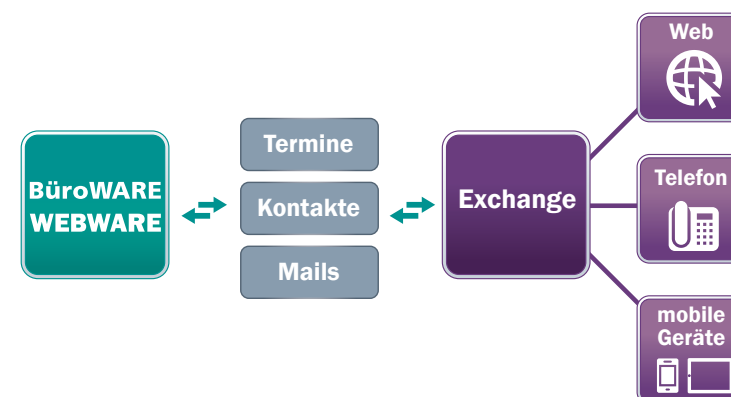 BüroWARE
WEBWARE
Termine
Kontakte
Mails
Exchange
Web
Telefon
mobile
Geräte